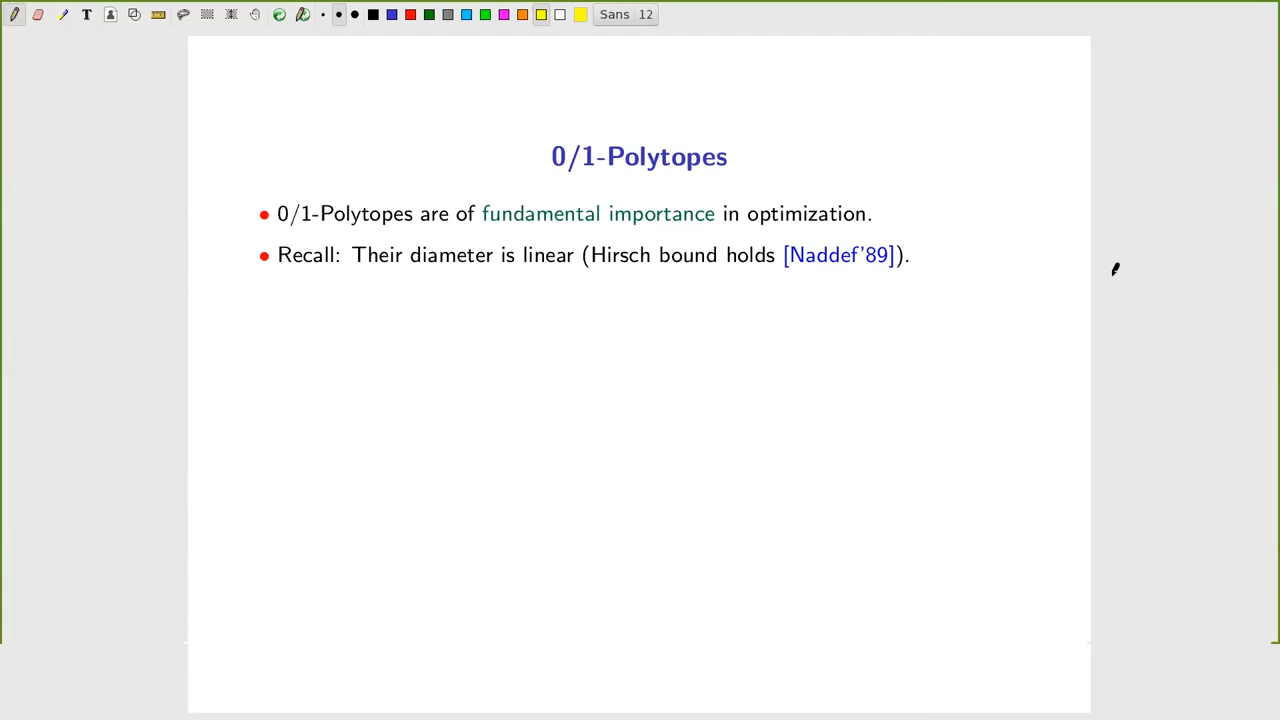 Sans 12
0/1-Polytopes
• 0/1-Polytopes are of fundamental importance in optimization.
• Recall: Their diameter is linear (Hirsch bound holds [Naddef'89]).